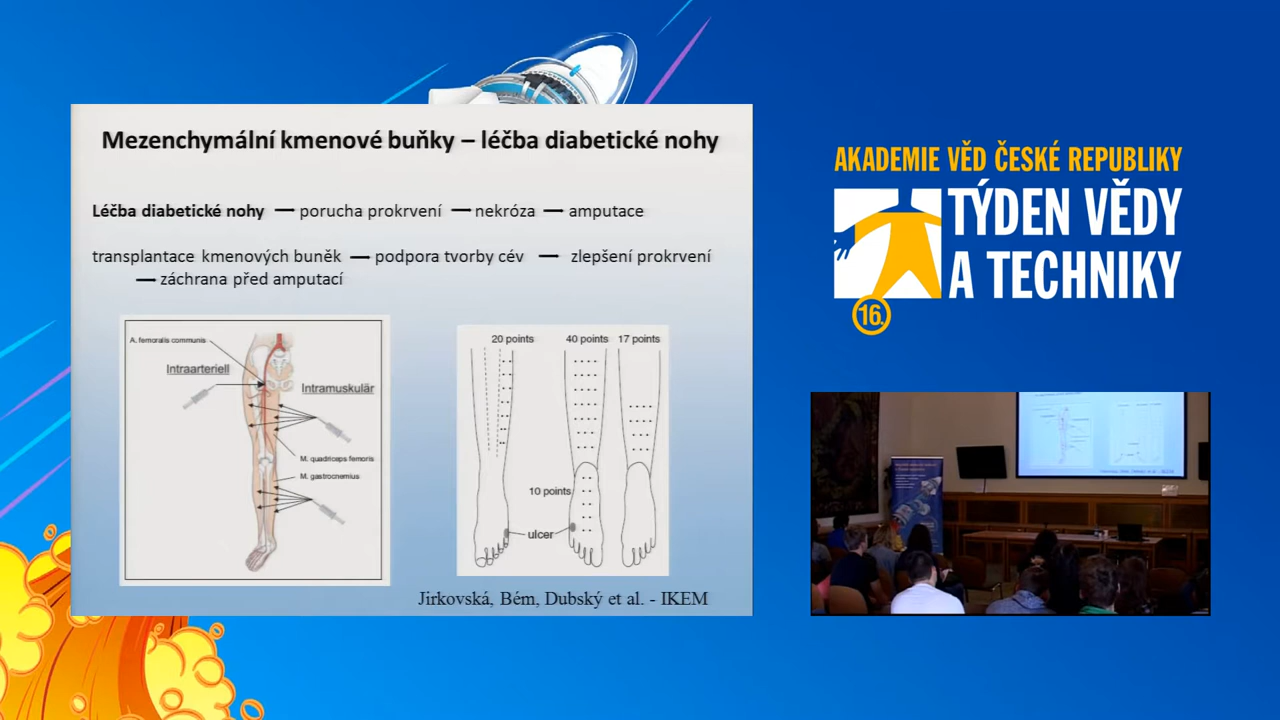 Mezenchymální kmenové buňky – léčba diabetické nohy
Léčba diabetické nohy — porucha prokrvení — nekróza — amputace
transplantace kmenových buněk — podpora tvorby cév — zlepšení prokrvení
— záchrana před amputací
A. femoralis communis
Intraarteriell
Intramuskulär
M. quadriceps femoris
M. gastrocnemius
20 points
40 points
17 points
10 points
ulcer
Jirkovská, Bém, Dubský et al. - IKEM
AKADEMIE VĚD ČESKÉ REPUBLIKY
TÝDEN VĚDY
A TECHNIKY
16.